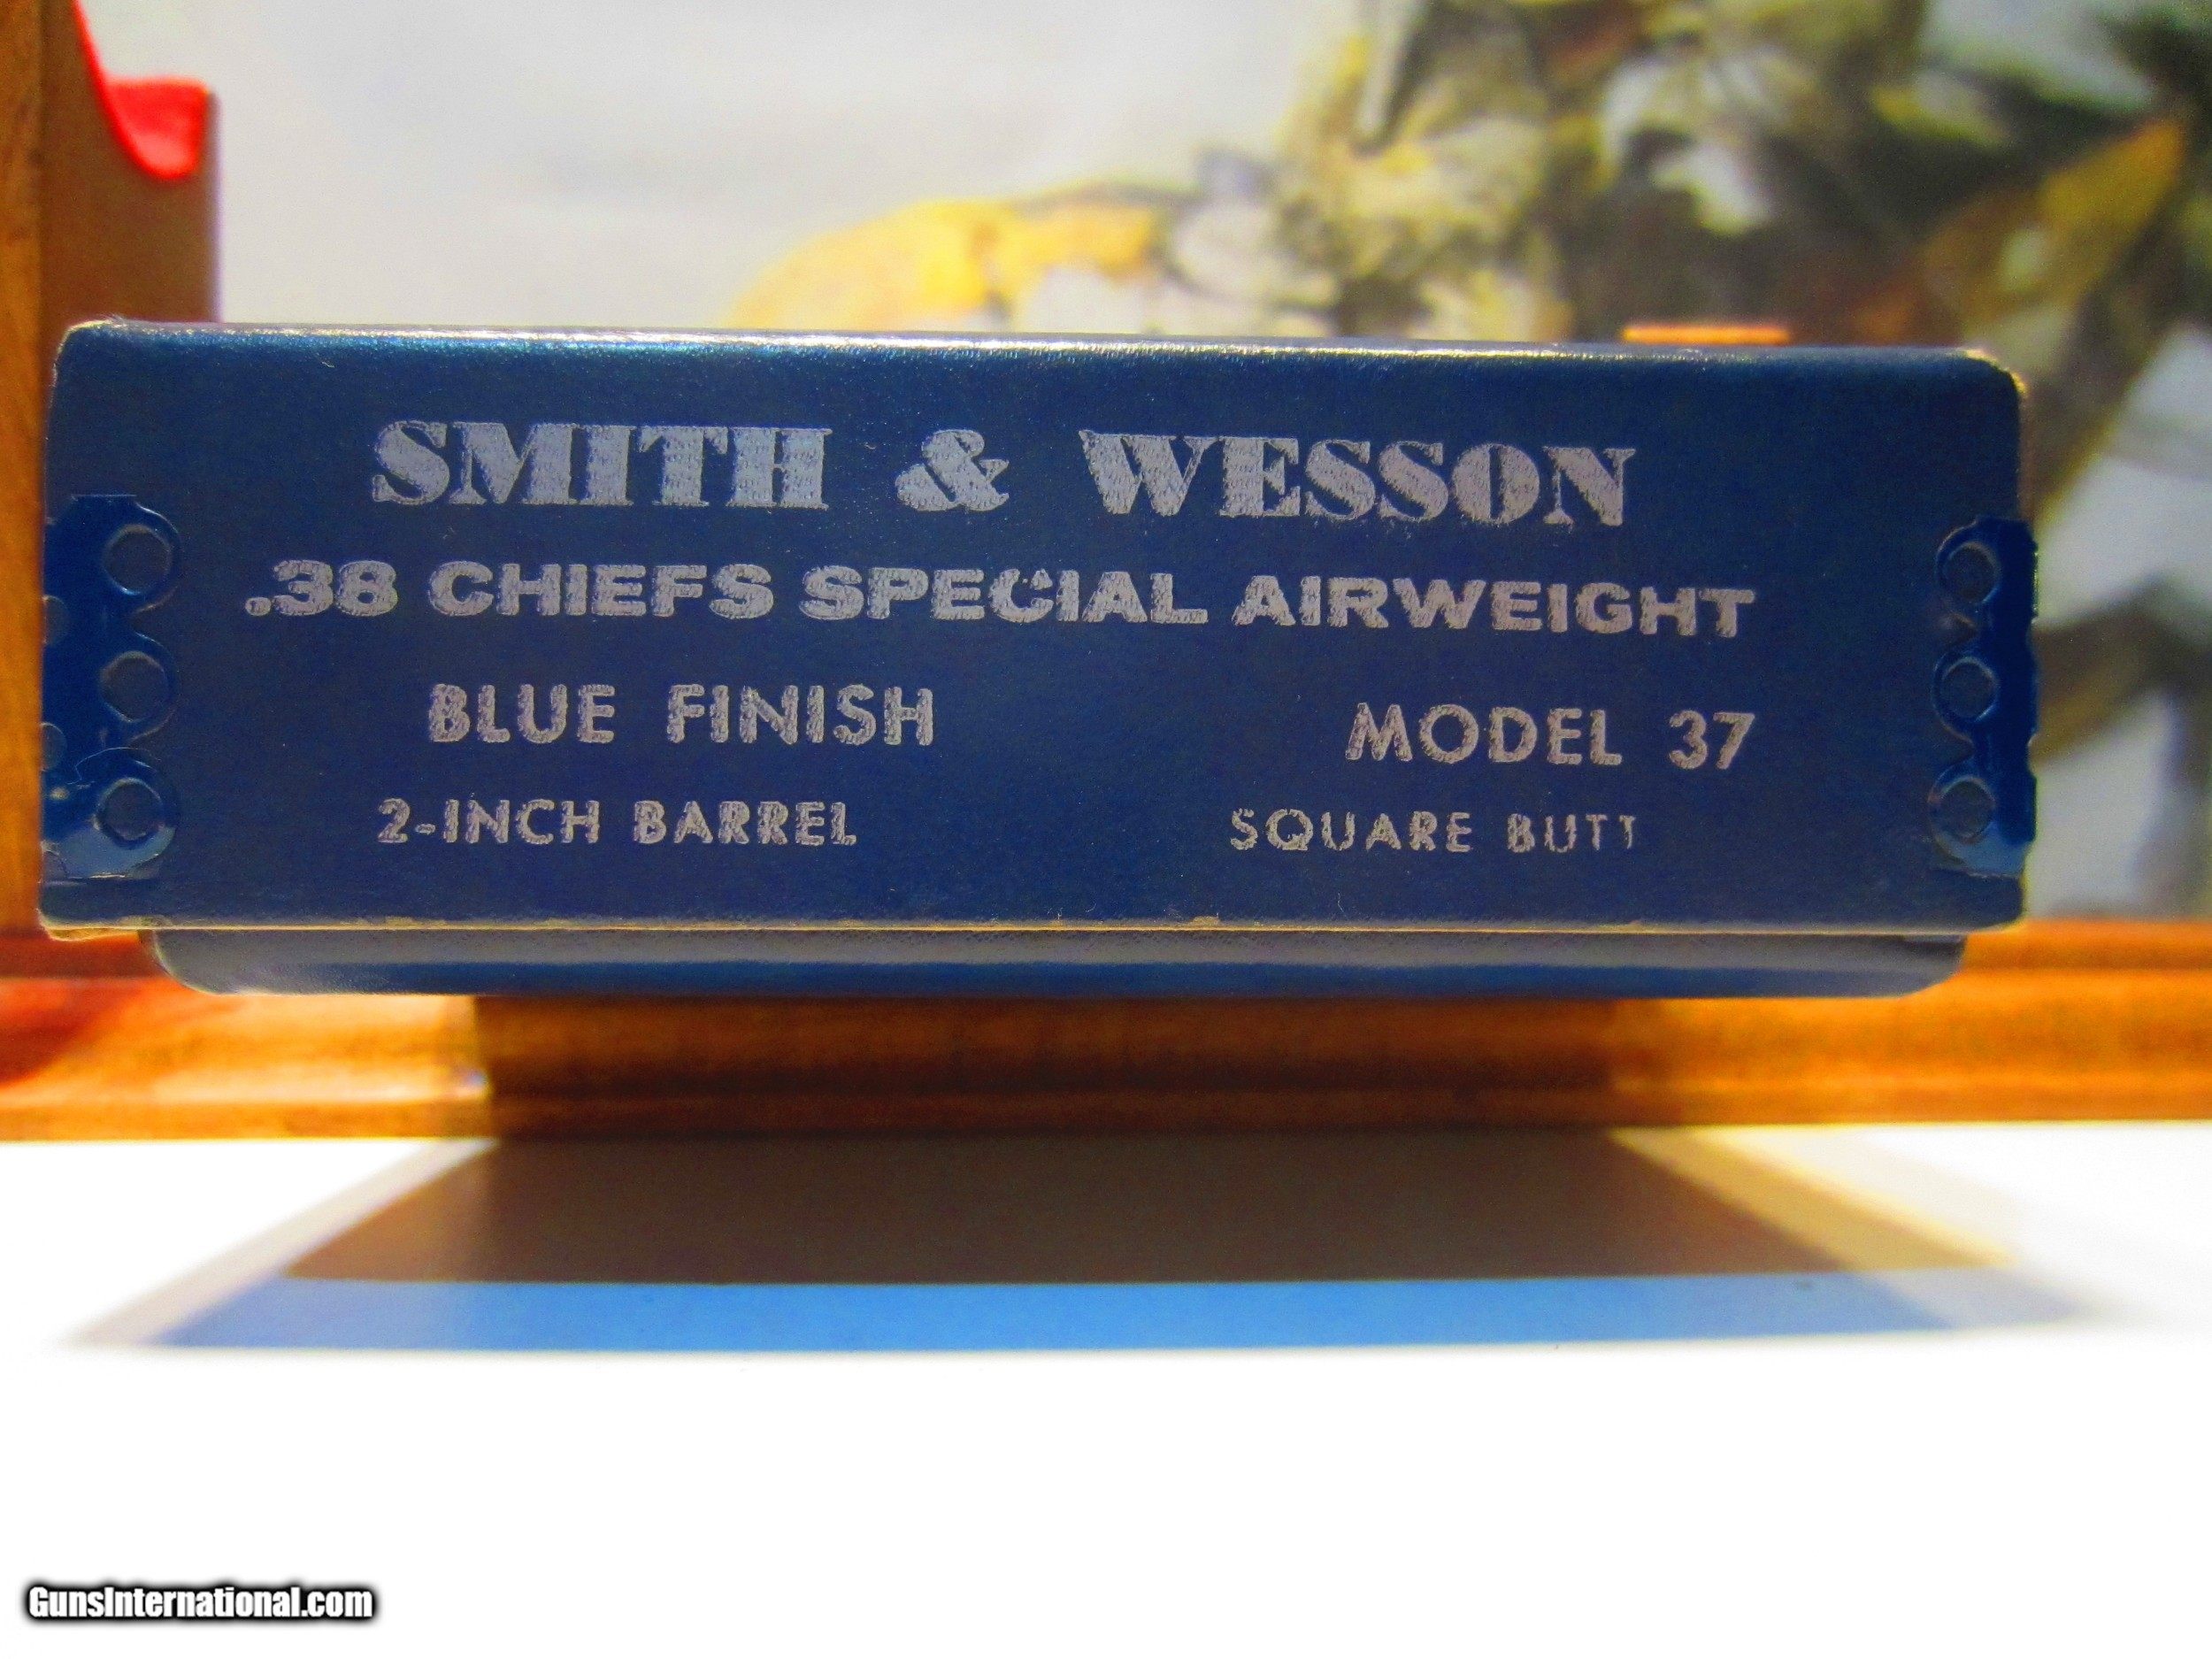 SMITH & WESSON
.38 CHIEFS SPECIAL AIRWEIGHT
BLUE FINISH MODEL 37
2-INCH BARREL SQUARE BUTT
GunsInternational.com